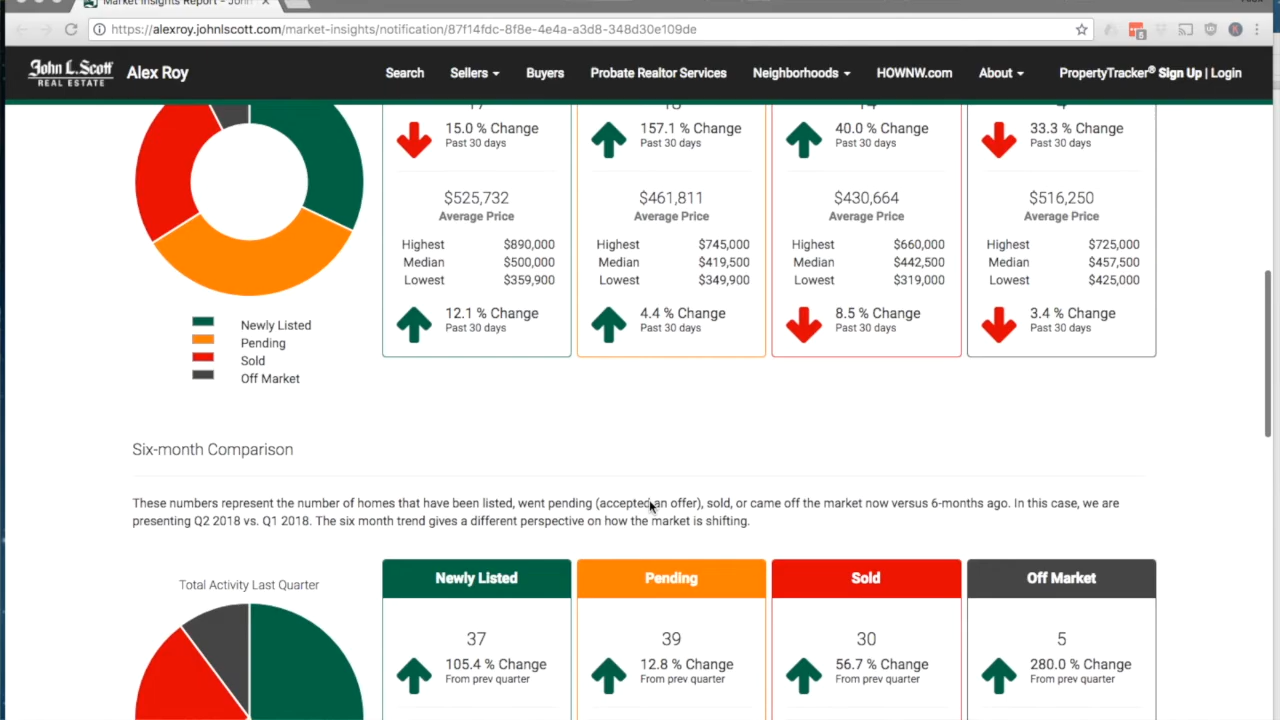 Market Insights Report - John
https://alexroy.johnlscott.com/market-insights/notification/87f14fdc-8f8e-4e4a-a3d8-348d30e109de
6
K
John L. Scott
REAL ESTATE
Alex Roy
Search
Sellers
Buyers
Probate Realtor Services
Neighborhoods
HOWNW.com
About
PropertyTracker® Sign Up | Login
15.0 % Change
Past 30 days
$525,732
Average Price
Highest $890,000
Median $500,000
Lowest $359,900
12.1 % Change
Past 30 days
157.1 % Change
Past 30 days
$461,811
Average Price
Highest $745,000
Median $419,500
Lowest $349,900
4.4 % Change
Past 30 days
40.0 % Change
Past 30 days
$430,664
Average Price
Highest $660,000
Median $442,500
Lowest $319,000
8.5 % Change
Past 30 days
33.3 % Change
Past 30 days
$516,250
Average Price
Highest $725,000
Median $457,500
Lowest $425,000
3.4 % Change
Past 30 days
Newly Listed
Pending
Sold
Off Market
Six-month Comparison
These numbers represent the number of homes that have been listed, went pending (accepted an offer), sold, or came off the market now versus 6-months ago. In this case, we are
presenting Q2 2018 vs. Q1 2018. The six month trend gives a different perspective on how the market is shifting.
Total Activity Last Quarter
Newly Listed
37
105.4 % Change
From prev quarter
Pending
39
12.8 % Change
From prev quarter
Sold
30
56.7 % Change
From prev quarter
Off Market
5
280.0 % Change
From prev quarter